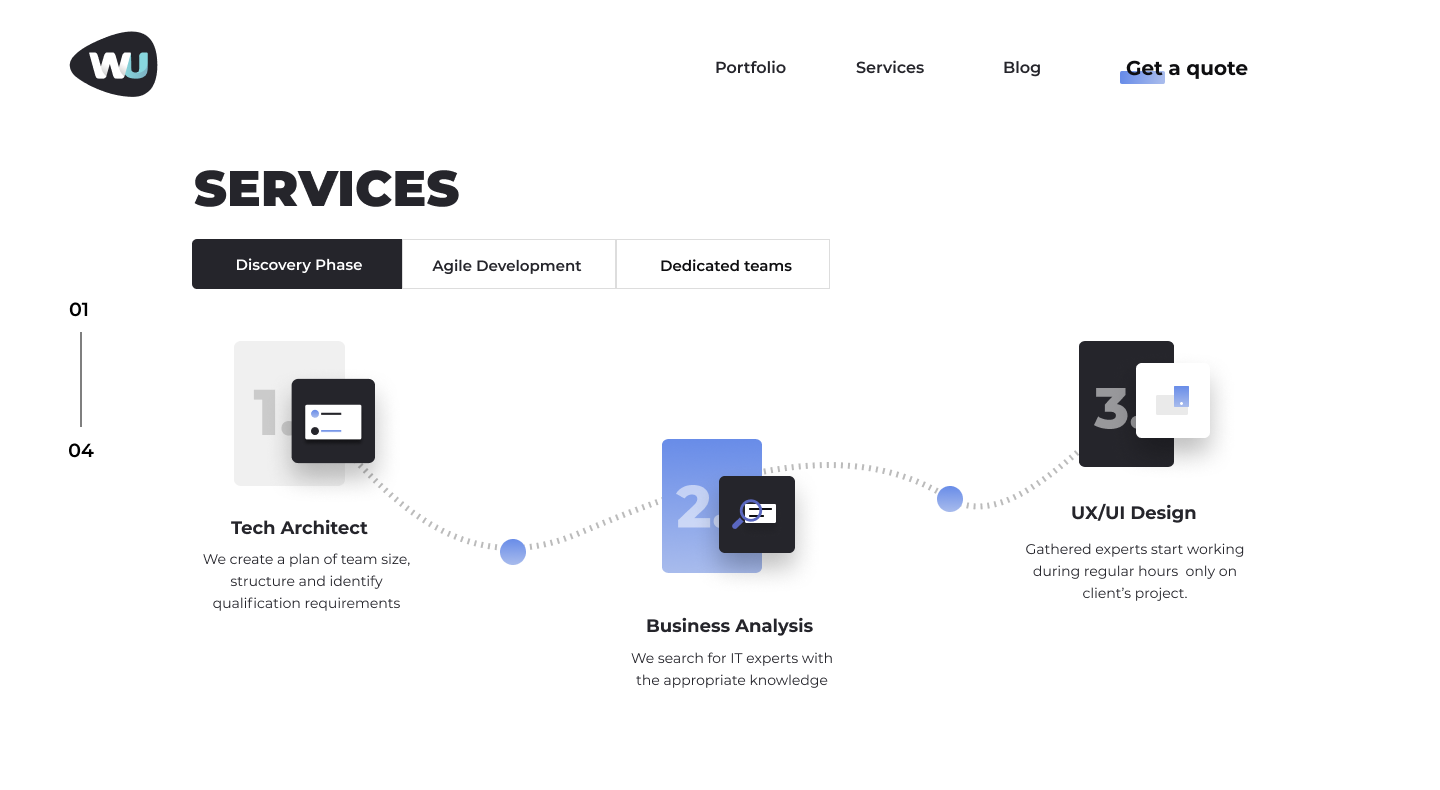 WU
Portfolio
Services
Blog
Get a quote
SERVICES
Discovery Phase
Agile Development
Dedicated teams
01
04
1.
Tech Architect
We create a plan of team size,
structure and identify
qualification requirements
2.
Business Analysis
We search for IT experts with
the appropriate knowledge
3.
UX/UI Design
Gathered experts start working
during regular hours  only on
client’s project.